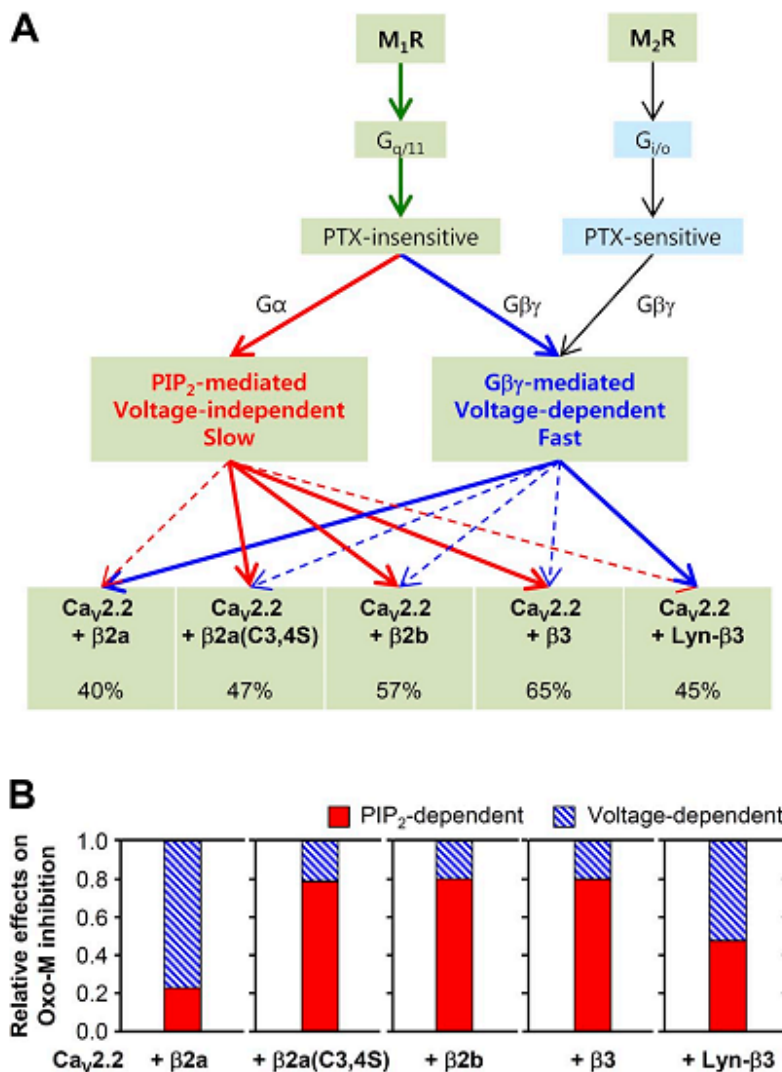 A
M₁R M₂R
G_q/11 G_i/o
PTX-insensitive PTX-sensitive
Gα Gβγ Gβγ
PIP₂-mediated
Voltage-independent
Slow
Gβγ-mediated
Voltage-dependent
Fast
Caᵥ2.2
+ β2a
40%
Caᵥ2.2
+ β2a(C3,4S)
47%
Caᵥ2.2
+ β2b
57%
Caᵥ2.2
+ β3
65%
Caᵥ2.2
+ Lyn-β3
45%
B
PIP₂-dependent Voltage-dependent
Relative effects on
Oxo-M inhibition
1.0
0.8
0.6
0.4
0.2
0.0
Caᵥ2.2 + β2a + β2a(C3,4S) + β2b + β3 + Lyn-β3